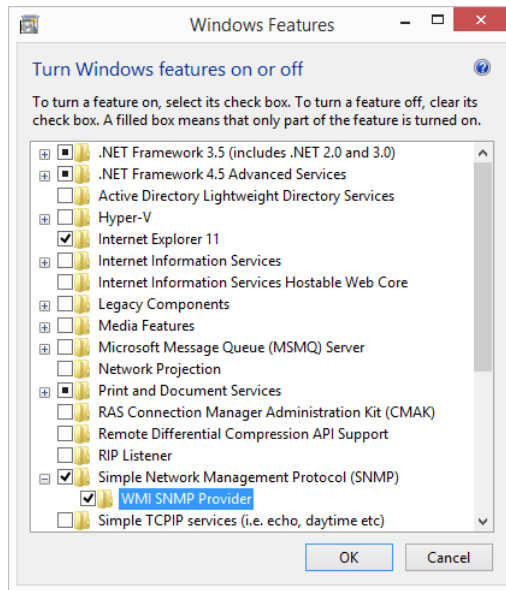 Windows Features
Turn Windows features on or off
To turn a feature on, select its check box. To turn a feature off, clear its
check box. A filled box means that only part of the feature is turned on.
.NET Framework 3.5 (includes .NET 2.0 and 3.0)
.NET Framework 4.5 Advanced Services
Active Directory Lightweight Directory Services
Hyper-V
Internet Explorer 11
Internet Information Services
Internet Information Services Hostable Web Core
Legacy Components
Media Features
Microsoft Message Queue (MSMQ) Server
Network Projection
Print and Document Services
RAS Connection Manager Administration Kit (CMAK)
Remote Differential Compression API Support
RIP Listener
Simple Network Management Protocol (SNMP)
WMI SNMP Provider
Simple TCPIP services (i.e. echo, daytime etc)
OK Cancel